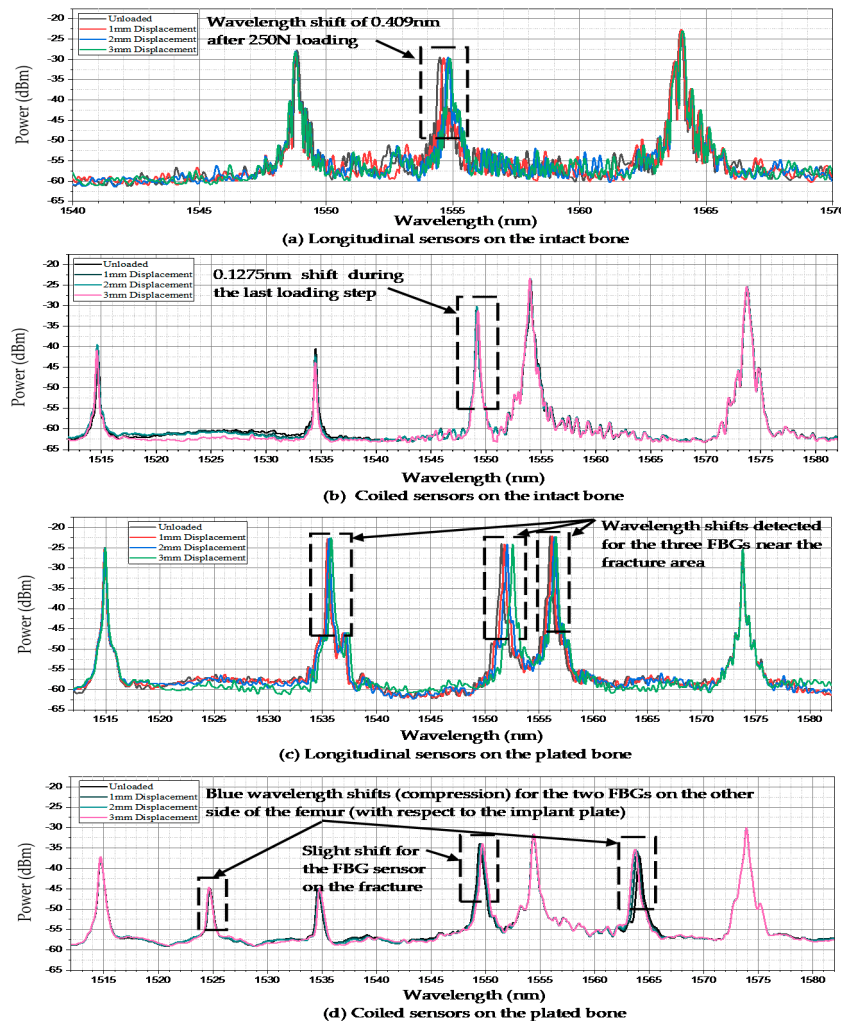 Unloaded
1mm Displacement
2mm Displacement
3mm Displacement
Wavelength shift of 0.409nm
after 250N loading
Power (dBm)
-20
-25
-30
-35
-40
-45
-50
-55
-60
-65
1540
1545
1550
1555
1560
1565
1570
Wavelength (nm)
(a) Longitudinal sensors on the intact bone
Unloaded
1mm Displacement
2mm Displacement
3mm Displacement
0.1275nm shift during
the last loading step
Power (dBm)
-20
-25
-30
-35
-40
-45
-50
-55
-60
-65
1515
1520
1525
1530
1535
1540
1545
1550
1555
1560
1565
1570
1575
1580
Wavelength (nm)
(b) Coiled sensors on the intact bone
Unloaded
1mm Displacement
2mm Displacement
3mm Displacement
Wavelength shifts detected
for the three FBGs near the
fracture area
Power (dBm)
-20
-25
-30
-35
-40
-45
-50
-55
-60
-65
1515
1520
1525
1530
1535
1540
1545
1550
1555
1560
1565
1570
1575
1580
Wavelength (nm)
(c) Longitudinal sensors on the plated bone
Unloaded
1mm Displacement
2mm Displacement
3mm Displacement
Blue wavelength shifts (compression) for the two FBGs on the other
side of the femur (with respect to the implant plate)
Slight shift for
the FBG sensor
on the fracture
Power (dBm)
-20
-25
-30
-35
-40
-45
-50
-55
-60
-65
1515
1520
1525
1530
1535
1540
1545
1550
1555
1560
1565
1570
1575
1580
Wavelength (nm)
(d) Coiled sensors on the plated bone